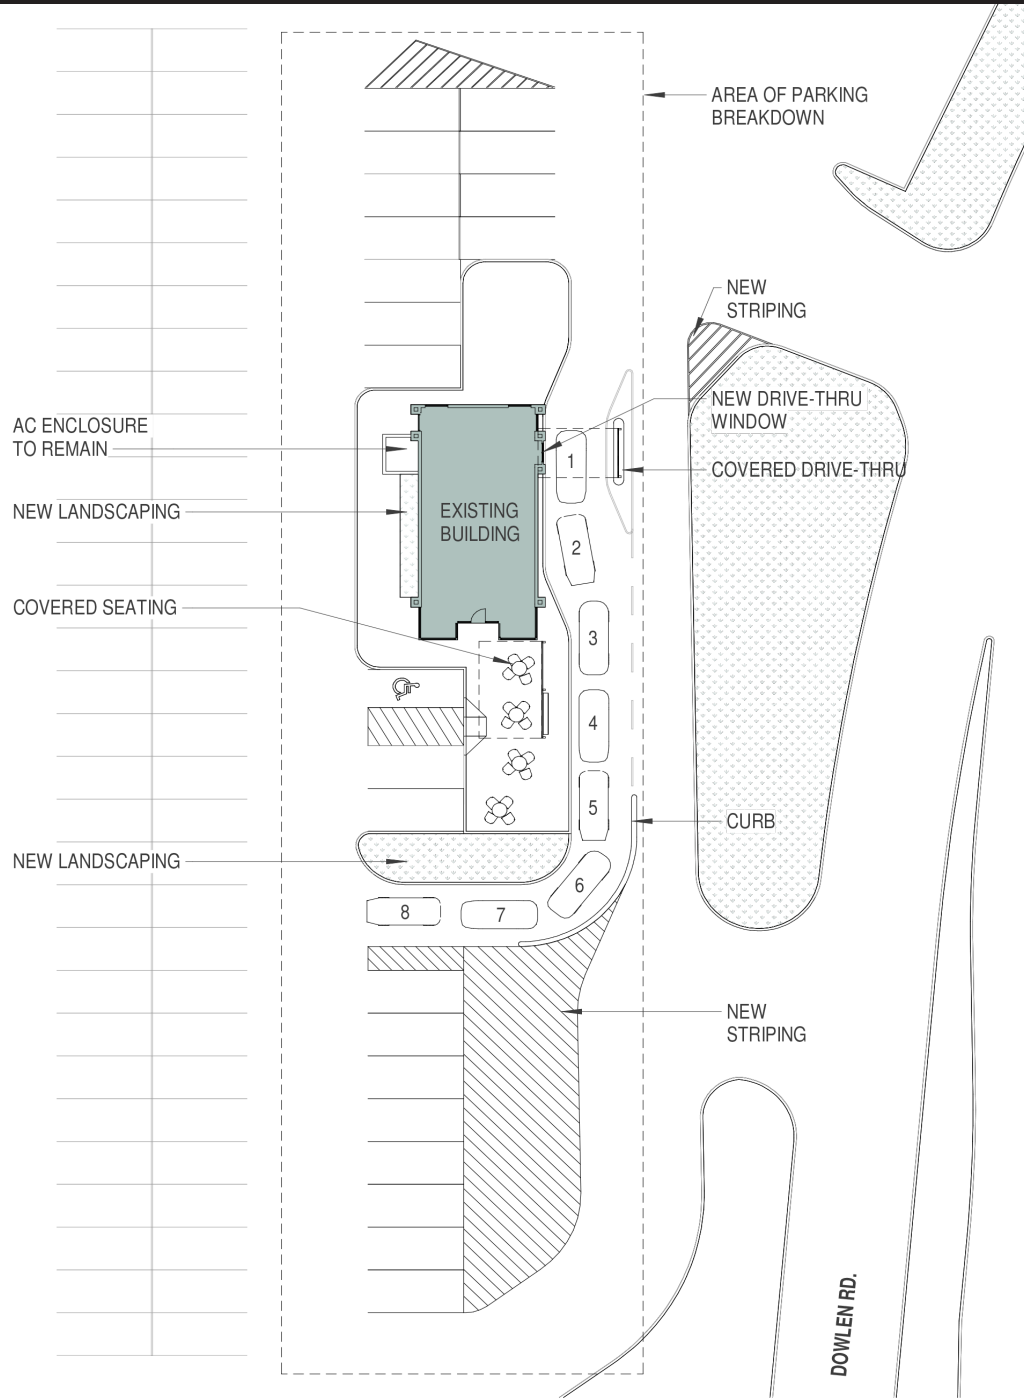 AREA OF PARKING
BREAKDOWN
NEW
STRIPING
NEW DRIVE-THRU
WINDOW
AC ENCLOSURE
TO REMAIN
1
COVERED DRIVE-THRU
NEW LANDSCAPING
EXISTING
BUILDING
2
COVERED SEATING
3
4
5
CURB
NEW LANDSCAPING
6
8
7
NEW
STRIPING
DOWLEN RD.